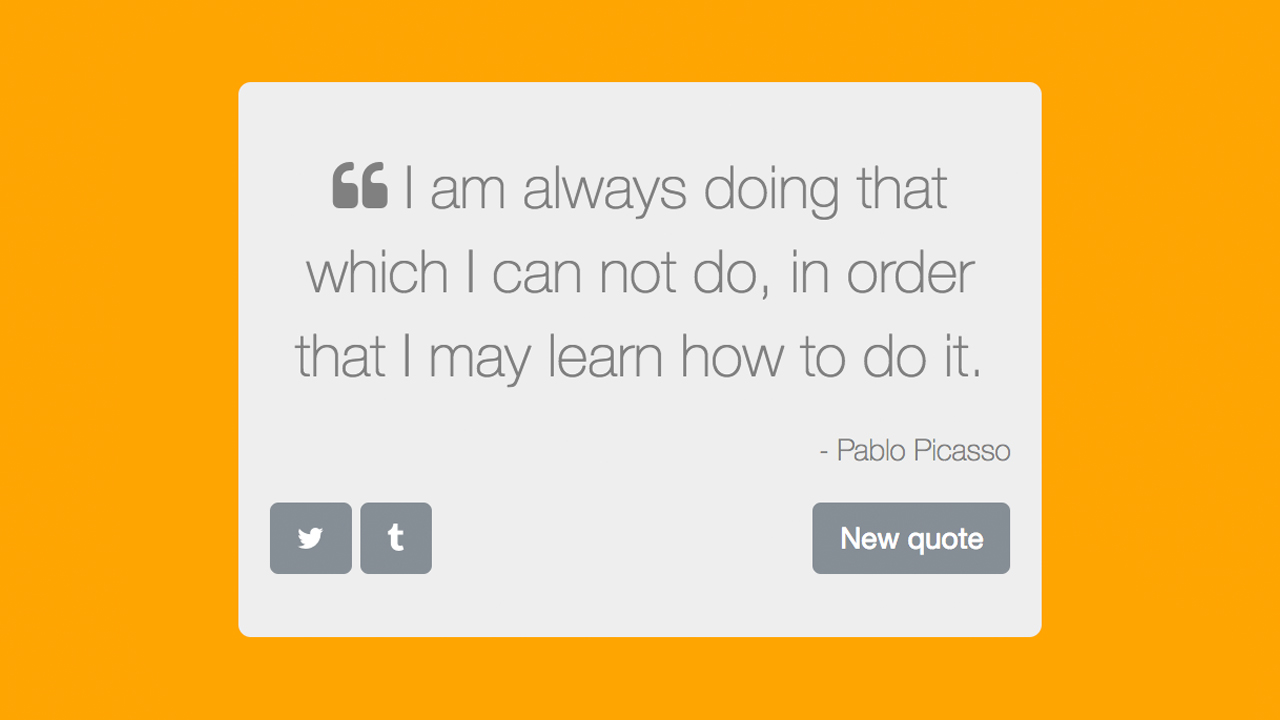 ❝ I am always doing that
which I can not do, in order
that I may learn how to do it.
- Pablo Picasso
t
New quote